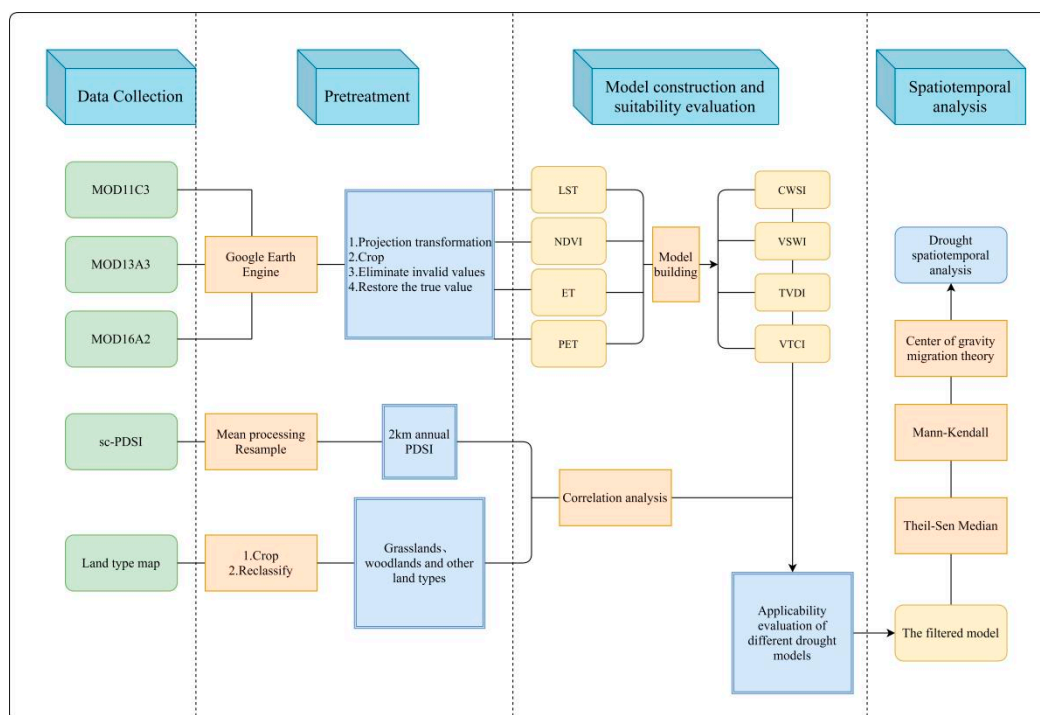 Data Collection
Pretreatment
Model construction and
suitability evaluation
Spatiotemporal
analysis
MOD11C3
MOD13A3
MOD16A2
Google Earth
Engine
1.Projection transformation
2.Crop
3.Eliminate invalid values
4.Restore the true value
LST
NDVI
ET
PET
Model
building
CWSI
VSWI
TVDI
VTCI
sc-PDSI
Mean processing
Resample
2km annual
PDSI
Land type map
1.Crop
2.Reclassify
Grasslands、
woodlands and other
land types
Correlation analysis
Applicability
evaluation of
different drought
models
Drought
spatiotemporal
analysis
Center of gravity
migration theory
Mann-Kendall
Theil-Sen Median
The filtered model